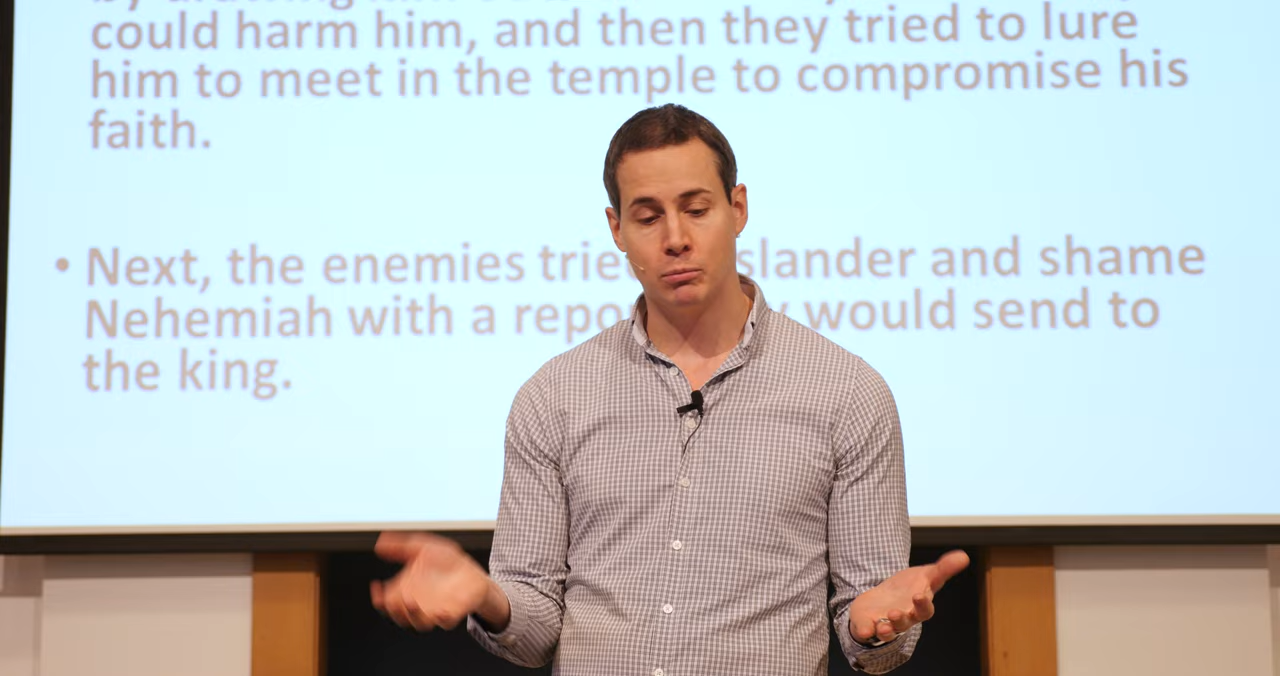 could harm him, and then they tried to lure
him to meet in the temple to compromise his
faith.
• Next, the enemies slander and shame
Nehemiah with a would send to
the king.